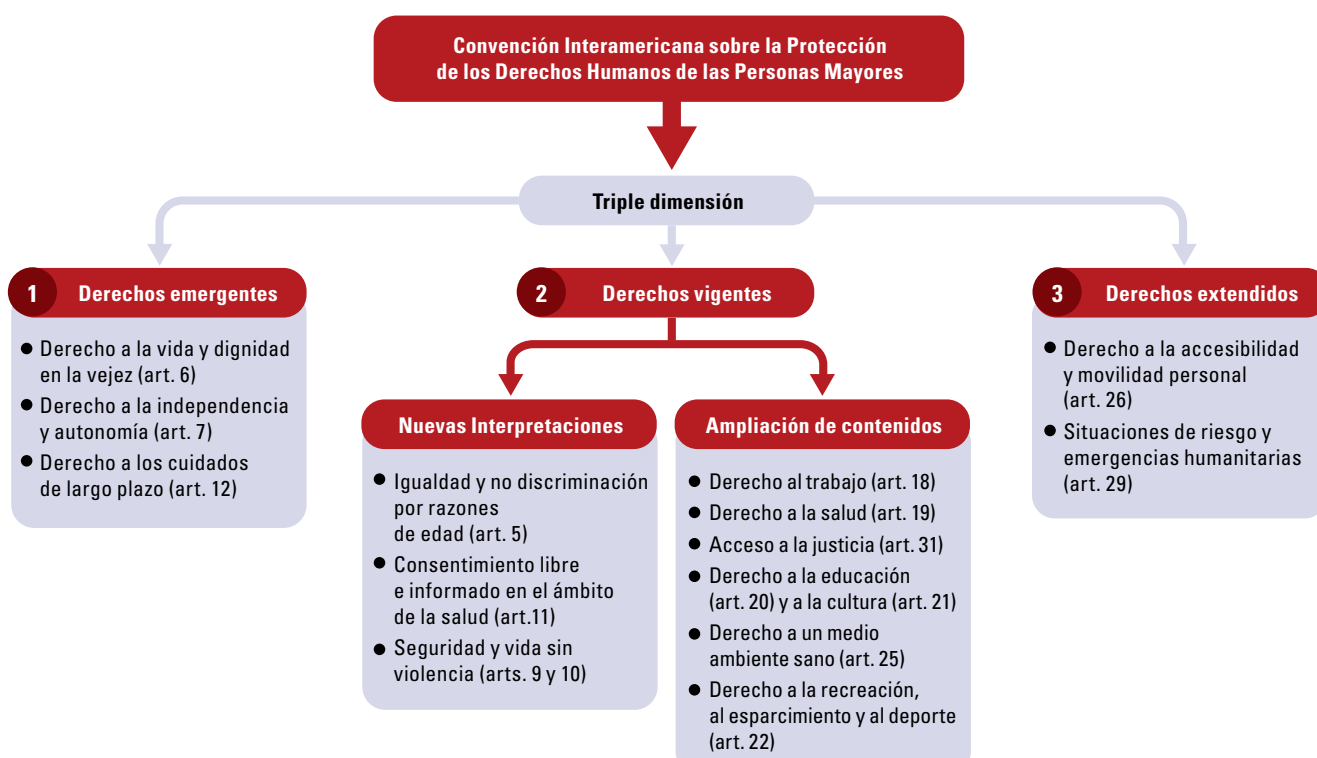 Convención Interamericana sobre la Protección
de los Derechos Humanos de las Personas Mayores
Triple dimensión
1 Derechos emergentes
Derecho a la vida y dignidad
en la vejez (art. 6)
Derecho a la independencia
y autonomía (art. 7)
Derecho a los cuidados
de largo plazo (art. 12)
2 Derechos vigentes
Nuevas Interpretaciones
Igualdad y no discriminación
por razones
de edad (art. 5)
Consentimiento libre
e informado en el ámbito
de la salud (art.11)
Seguridad y vida sin
violencia (arts. 9 y 10)
Ampliación de contenidos
Derecho al trabajo (art. 18)
Derecho a la salud (art. 19)
Acceso a la justicia (art. 31)
Derecho a la educación
(art. 20) y a la cultura (art. 21)
Derecho a un medio
ambiente sano (art. 25)
Derecho a la recreación,
al esparcimiento y al deporte
(art. 22)
3 Derechos extendidos
Derecho a la accesibilidad
y movilidad personal
(art. 26)
Situaciones de riesgo y
emergencias humanitarias
(art. 29)